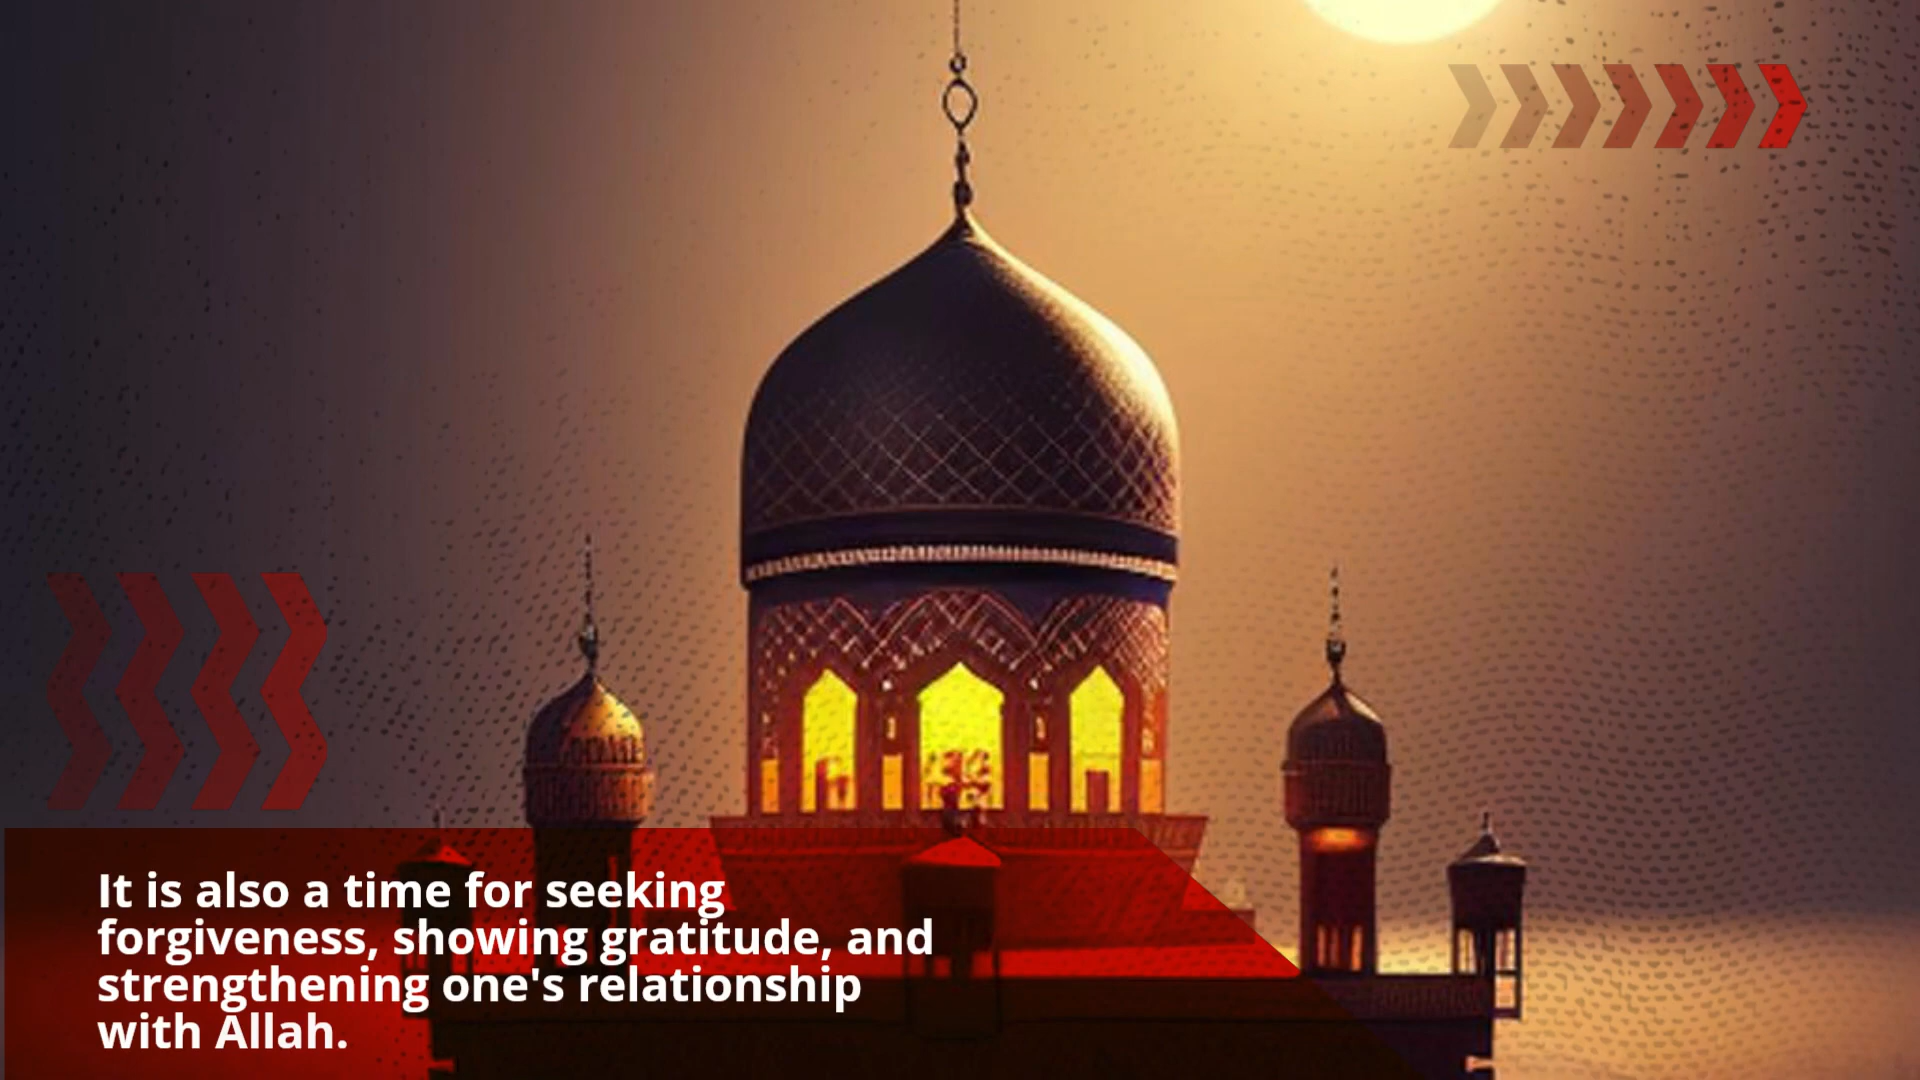 It is also a time for seeking
forgiveness, showing gratitude, and
strengthening one's relationship
with Allah.